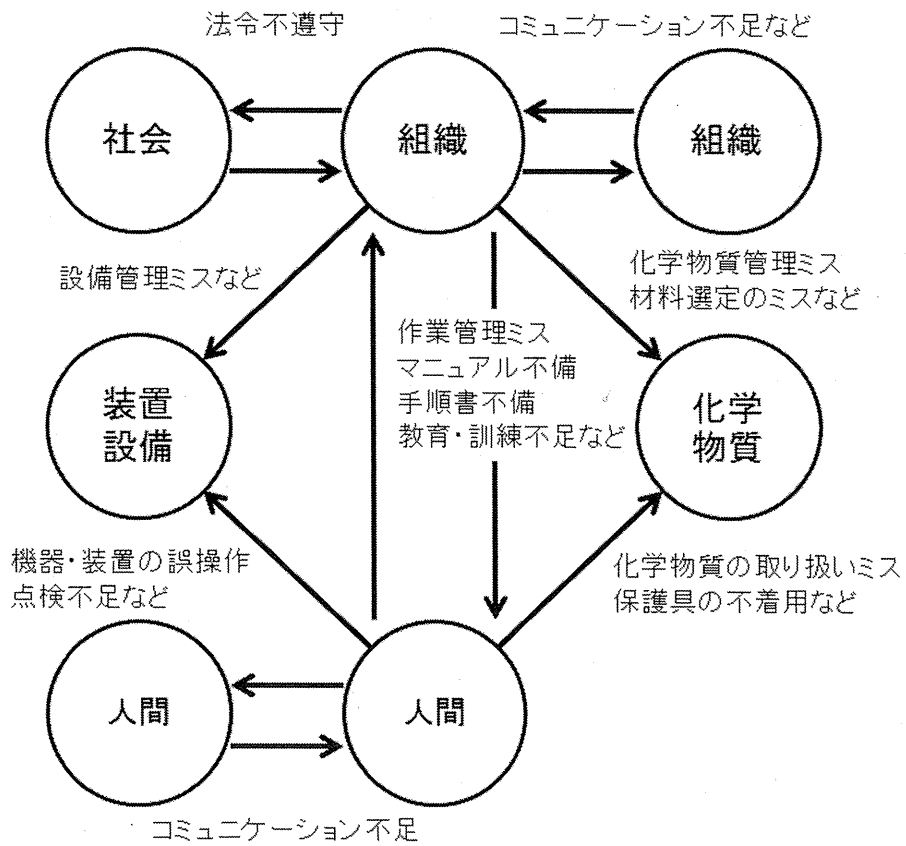 法令不遵守
コミュニケーション不足など
社会
組織
組織
設備管理ミスなど
化学物質管理ミス
材料選定のミスなど
作業管理ミス
マニュアル不備
手順書不備
教育・訓練不足など
装置
設備
化学
物質
機器・装置の誤操作
点検不足など
化学物質の取り扱いミス
保護具の不着用など
人間
人間
コミュニケーション不足